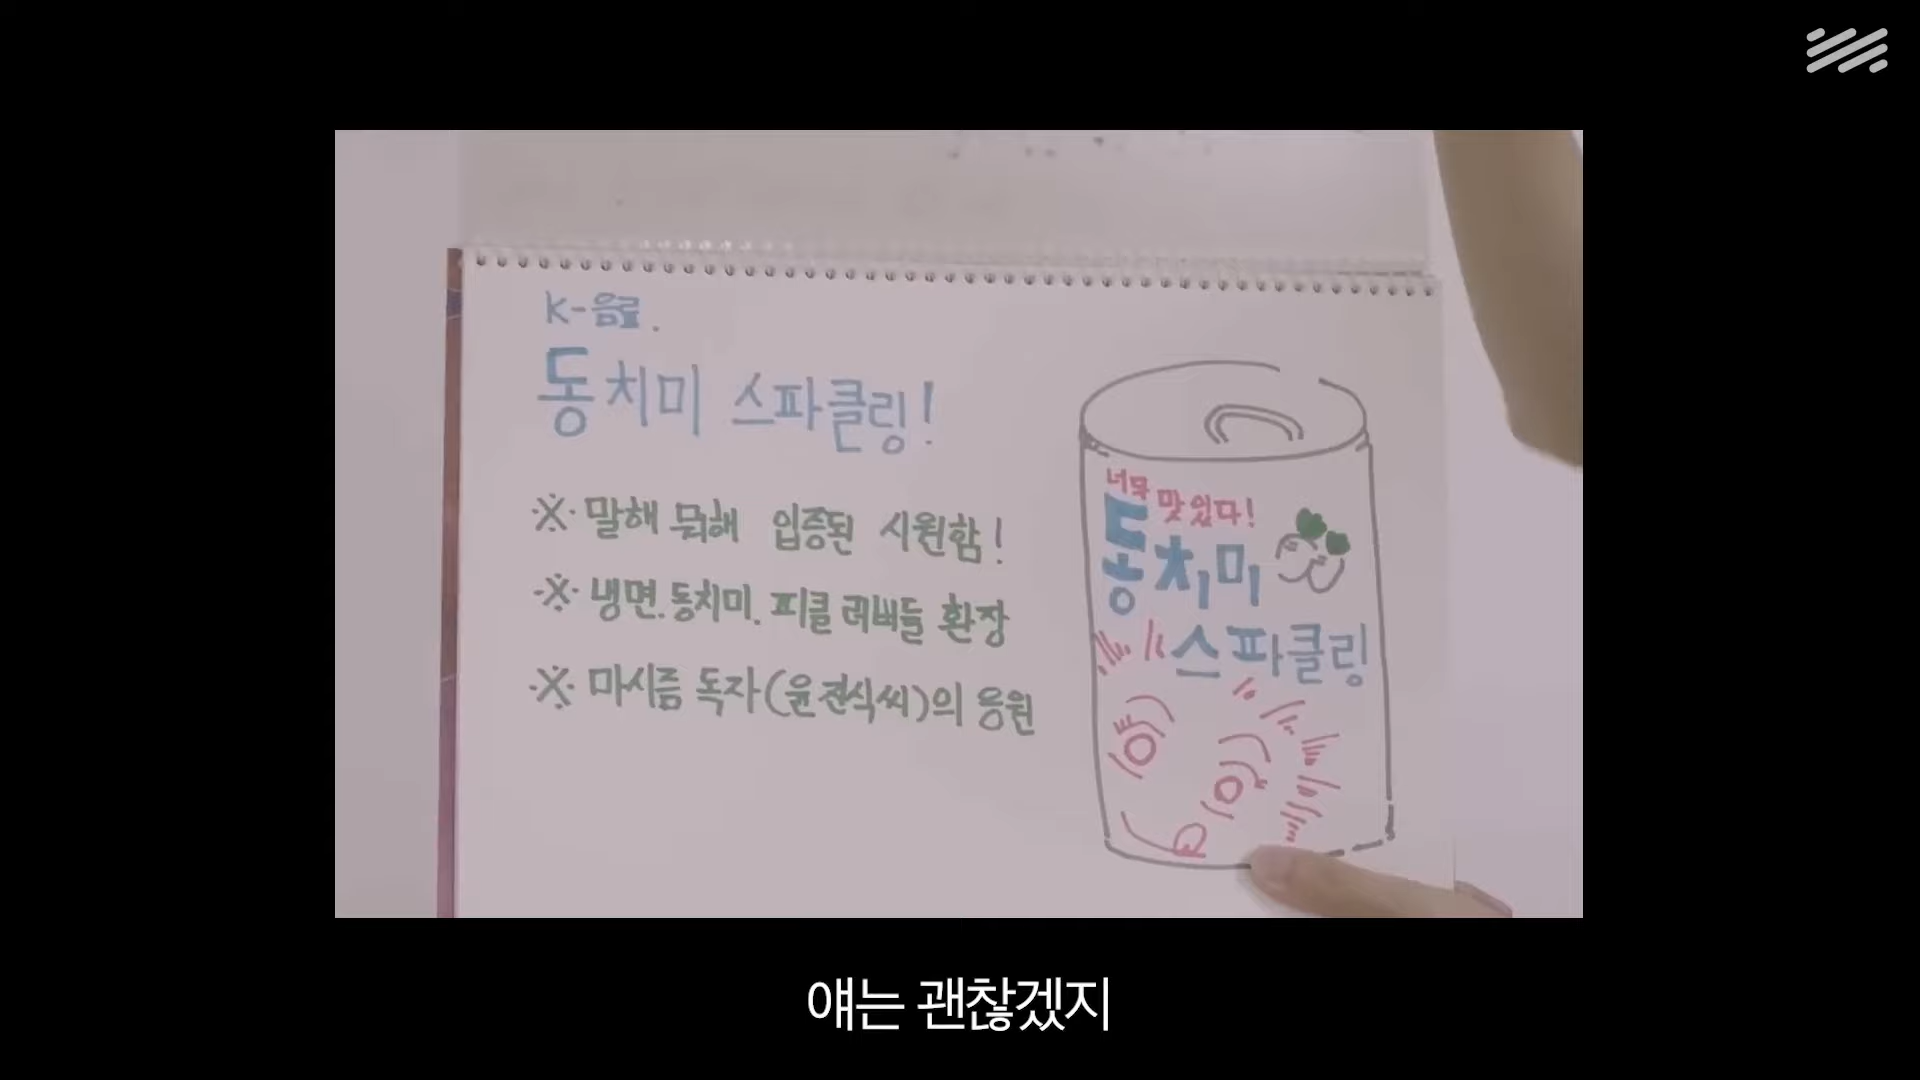 K-음료.
동치미 스파클링!
※ 말해 뭐해 입증된 시원함!
※ 냉면.동치미.피클 러버들 환장
※ 마시즘 독자(윤권식씨)의 응원
너무 맛있다!
동치미
스파클링
얘는 괜찮겠지